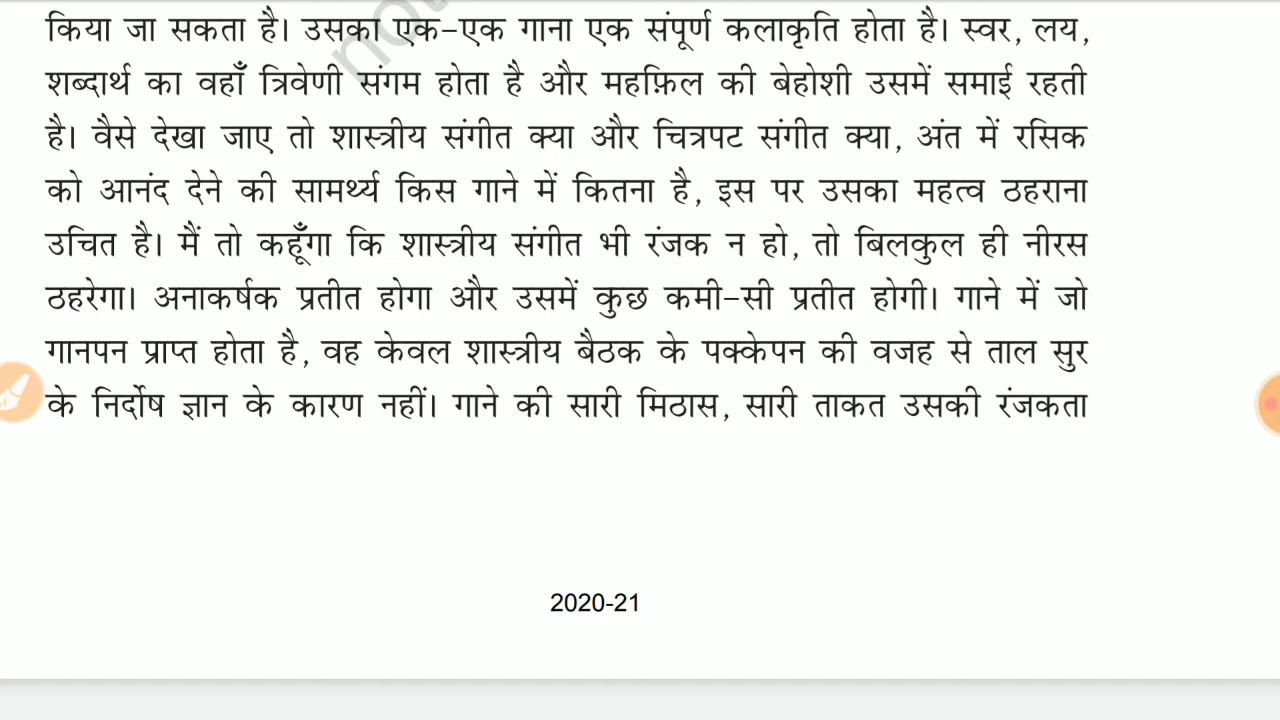 किया जा सकता है। उसका एक-एक गाना एक संपूर्ण कलाकृति होता है। स्वर, लय,
शब्दार्थ का वहाँ त्रिवेणी संगम होता है और महफ़िल की बेहोशी उसमें समाई रहती
है। वैसे देखा जाए तो शास्त्रीय संगीत क्या और चित्रपट संगीत क्या, अंत में रसिक
को आनंद देने की सामर्थ्य किस गाने में कितना है, इस पर उसका महत्व ठहराना
उचित है। मैं तो कहूँगा कि शास्त्रीय संगीत भी रंजक न हो, तो बिलकुल ही नीरस
ठहरेगा। अनाकर्षक प्रतीत होगा और उसमें कुछ कमी-सी प्रतीत होगी। गाने में जो
गानपन प्राप्त होता है, वह केवल शास्त्रीय बैठक के पक्केपन की वजह से ताल सुर
के निर्दोष ज्ञान के कारण नहीं। गाने की सारी मिठास, सारी ताकत उसकी रंजकता
2020-21